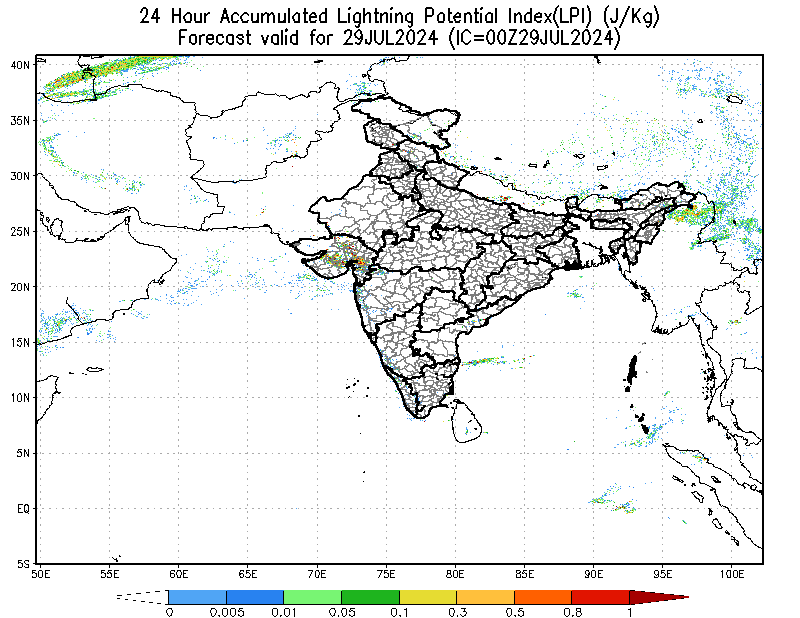 24 Hour Accumulated Lightning Potential Index(LPI) (J/Kg)
Forecast valid for 29JUL2024 (IC=00Z29JUL2024)
40N
35N
30N
25N
20N
15N
10N
5N
EQ
5S
50E 55E 60E 65E 70E 75E 80E 85E 90E 95E 100E
0 0.005 0.01 0.05 0.1 0.3 0.5 0.8 1